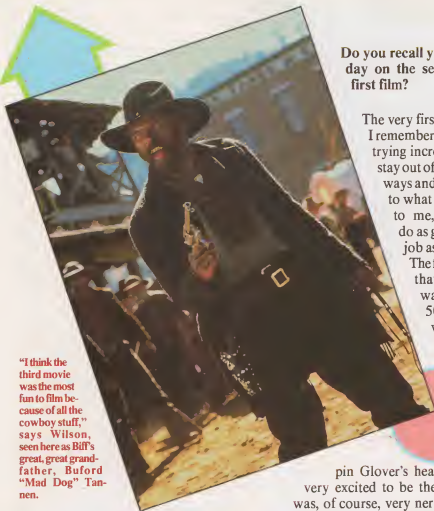 Do you recall y
day on the se
first film?
The very firs
I remember
trying incre
stay out of
ways and
to what
to me,
do as g
job as
The
tha
wa
50
"I think the
third movie
was the most
fun to film be-
cause of all the
cowboy stuff,"
says Wilson,
seen here as Biff's
great, great grand-
father, Buford
"Mad Dog" Tan-
nen.
pin Glover's hea
very excited to be the
was, of course, very ner